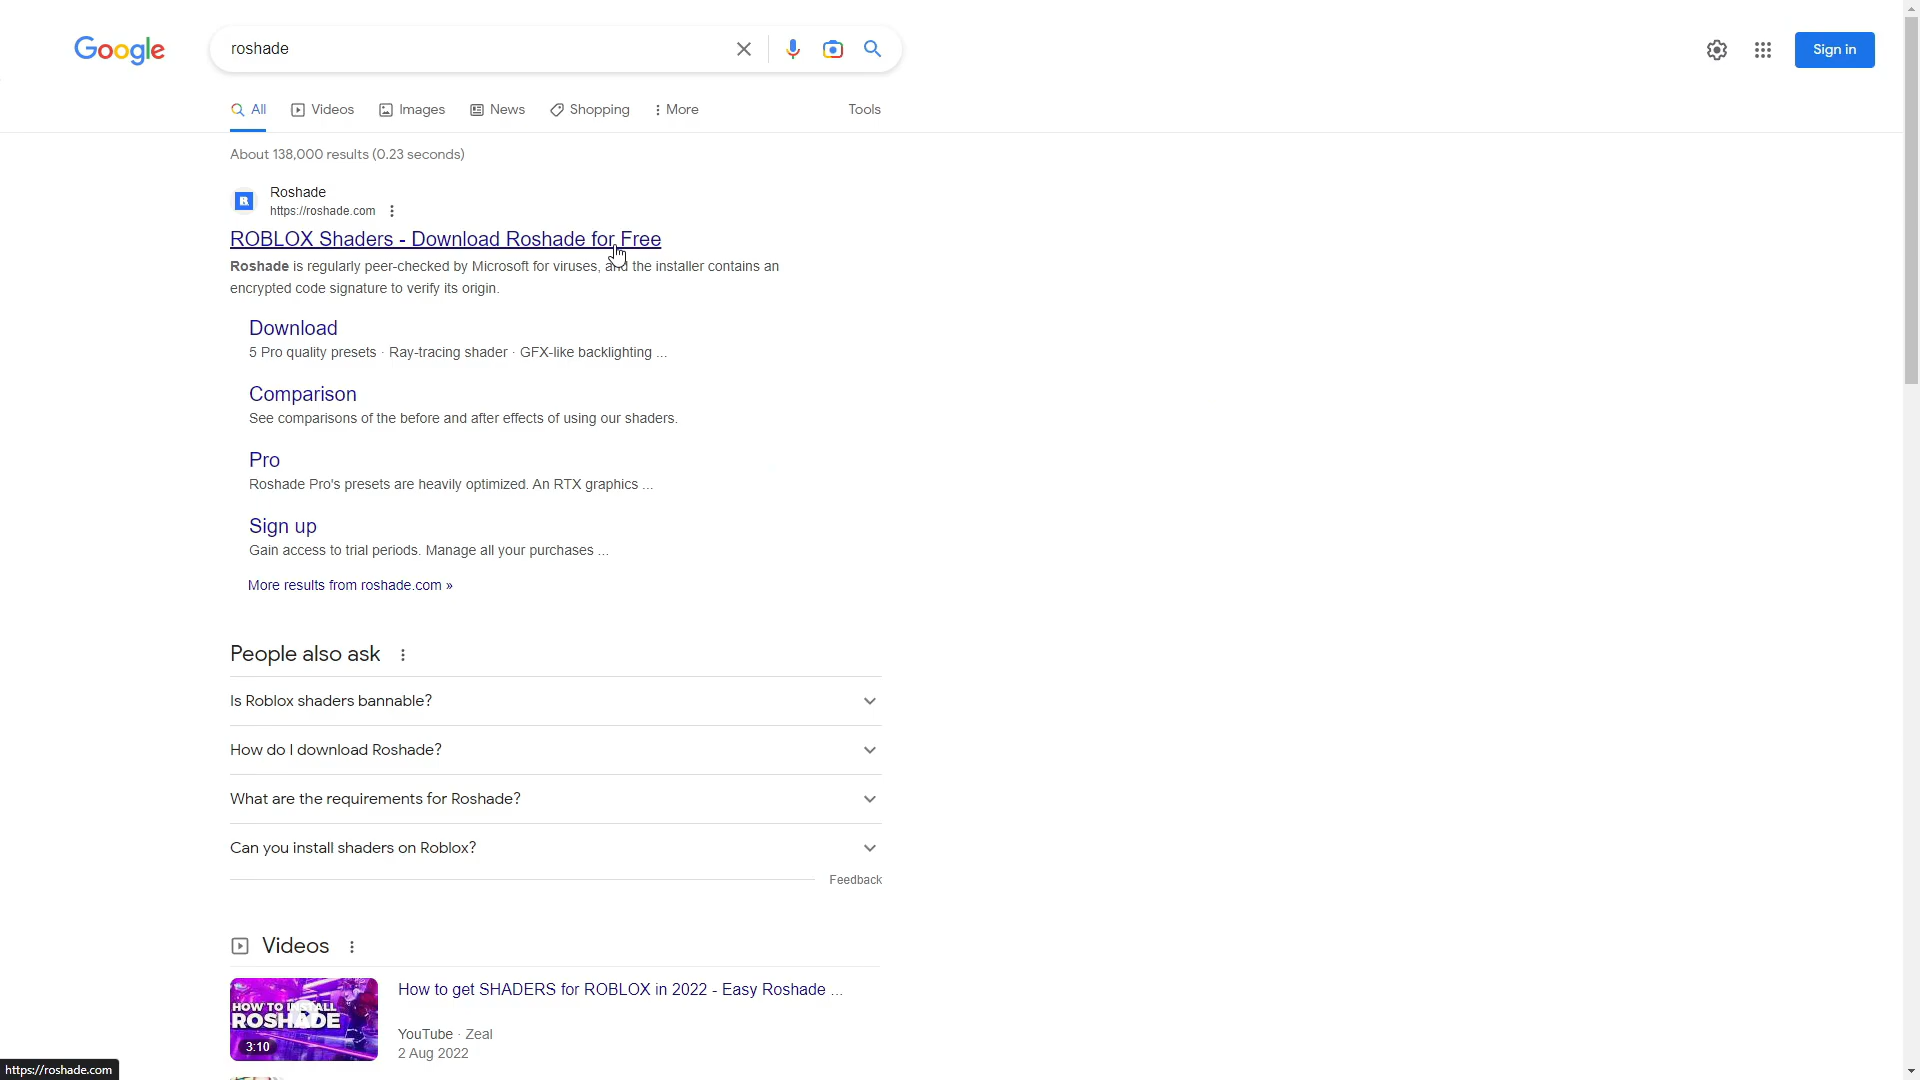 Google
roshade
Sign in
All
Videos
Images
News
Shopping
More
Tools
About 138,000 results (0.23 seconds)
R
Roshade
https://roshade.com
ROBLOX Shaders - Download Roshade for Free
Roshade is regularly peer-checked by Microsoft for viruses, and the installer contains an
encrypted code signature to verify its origin.
Download
5 Pro quality presets · Ray-tracing shader · GFX-like backlighting ...
Comparison
See comparisons of the before and after effects of using our shaders.
Pro
Roshade Pro's presets are heavily optimized. An RTX graphics ...
Sign up
Gain access to trial periods. Manage all your purchases ...
More results from roshade.com »
People also ask
Is Roblox shaders bannable?
How do I download Roshade?
What are the requirements for Roshade?
Can you install shaders on Roblox?
Feedback
Videos
HOW TO INSTALL
ROSHADE
3:10
How to get SHADERS for ROBLOX in 2022 - Easy Roshade ...
YouTube · Zeal
2 Aug 2022
https://roshade.com